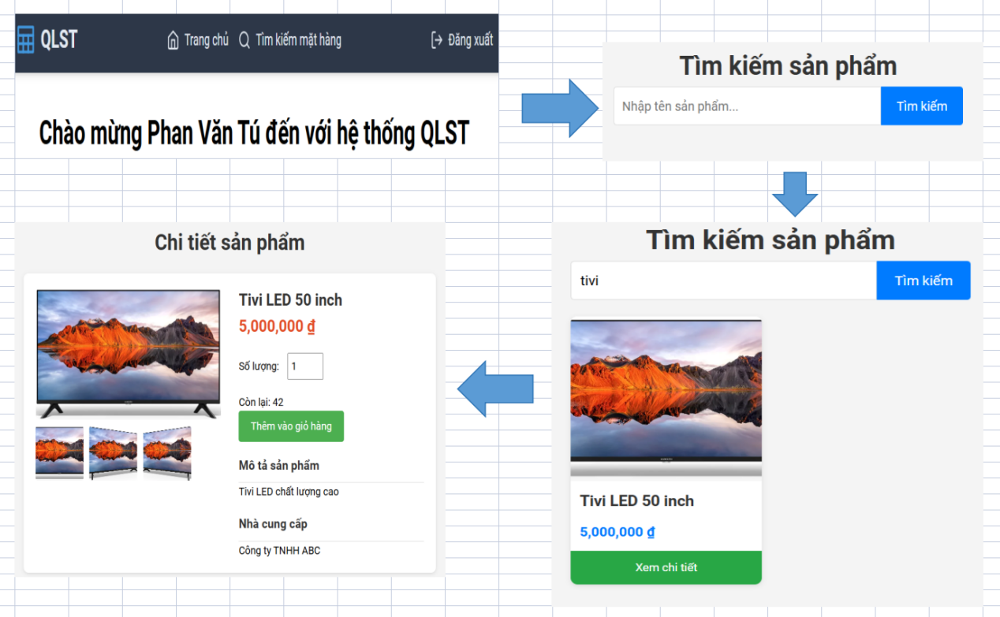 QLST
Trang chủ
Tìm kiếm mặt hàng
Đăng xuất
Chào mừng Phan Văn Tú đến với hệ thống QLST
Tìm kiếm sản phẩm
Nhập tên sản phẩm...
Tìm kiếm
Tìm kiếm sản phẩm
tivi
Tìm kiếm
Tivi LED 50 inch
5,000,000 ₫
Xem chi tiết
Chi tiết sản phẩm
Tivi LED 50 inch
5,000,000 ₫
Số lượng: 1
Còn lại: 42
Thêm vào giỏ hàng
Mô tả sản phẩm
Tivi LED chất lượng cao
Nhà cung cấp
Công ty TNHH ABC